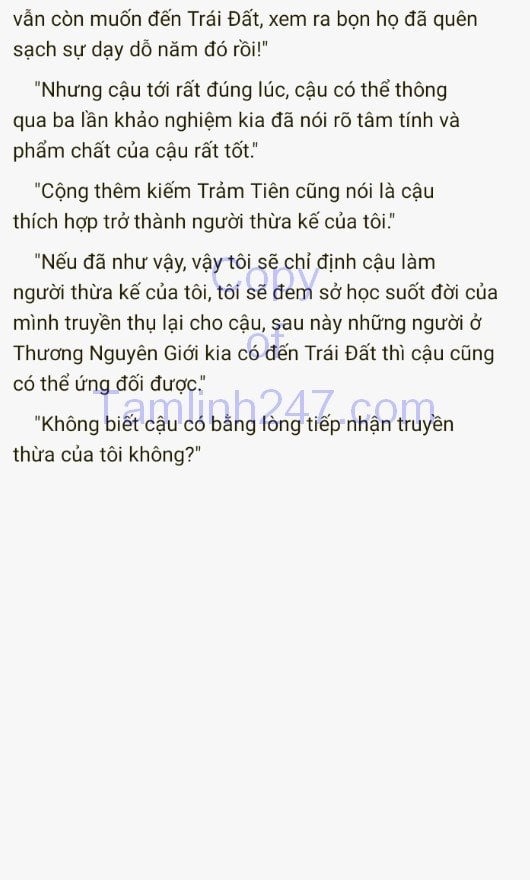 vẫn còn muốn đến Trái Đất, xem ra bọn họ đã quên
sạch sự dạy dỗ năm đó rồi!"
"Nhưng cậu tới rất đúng lúc, cậu có thể thông
qua ba lần khảo nghiệm kia đã nói rõ tâm tính và
phẩm chất của cậu rất tốt."
"Cộng thêm kiếm Trảm Tiên cũng nói là cậu
thích hợp trở thành người thừa kế của tôi."
"Nếu đã như vậy, vậy tôi sẽ chỉ định cậu làm
người thừa kế của tôi, tôi sẽ đem sở học suốt đời của
mình truyền thụ lại cho cậu, sau này những người ở
Thương Nguyên Giới kia có đến Trái Đất thì cậu cũng
có thể ứng đối được."
"Không biết cậu có bằng lòng tiếp nhận truyền
thừa của tôi không?"
Copy
of
Tamlinh247.com